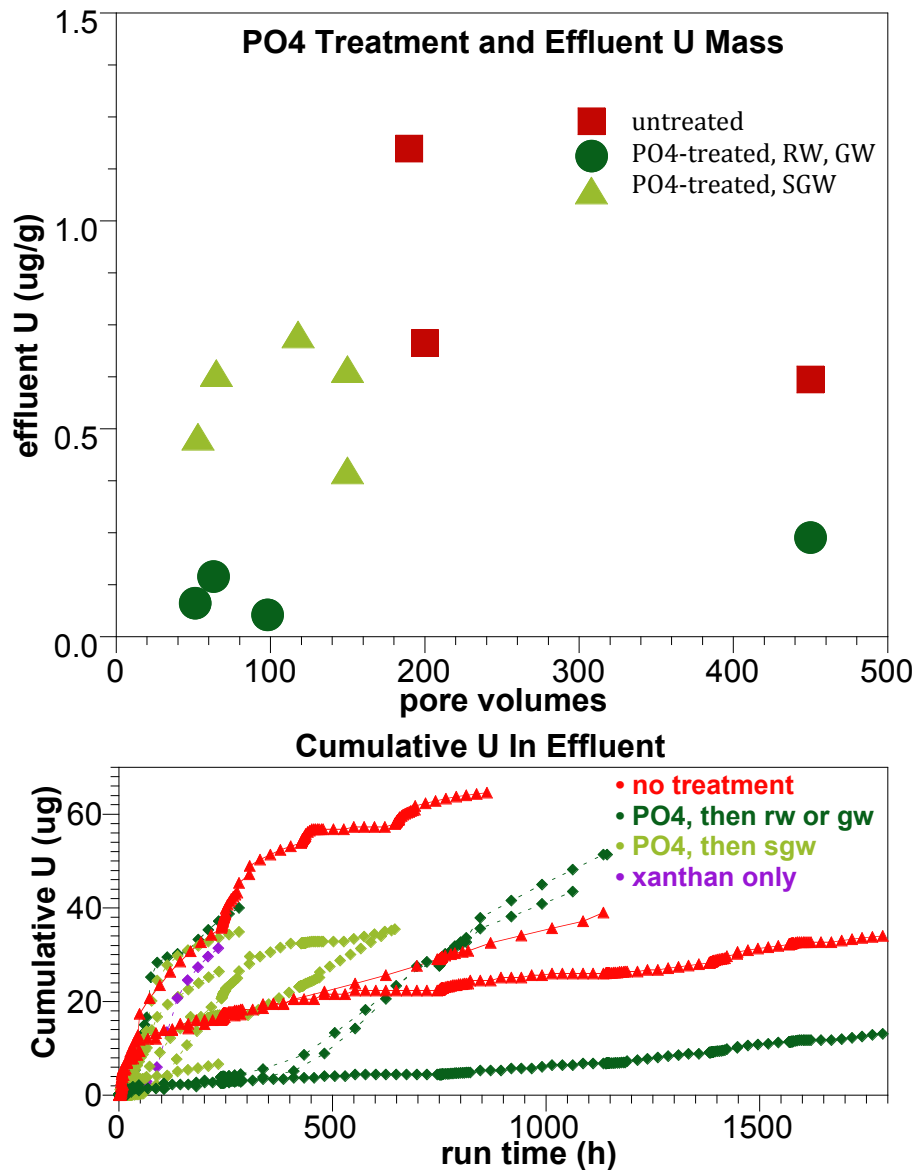 PO4 Treatment and Effluent U Mass
1.5
1.0
0.5
0.0
effluent U (ug/g)
untreated
PO4-treated, RW, GW
PO4-treated, SGW
0 100 200 300 400 500
pore volumes
Cumulative U In Effluent
60
40
20
0
Cumulative U (ug)
no treatment
PO4, then rw or gw
PO4, then sgw
xanthan only
0 500 1000 1500
run time (h)